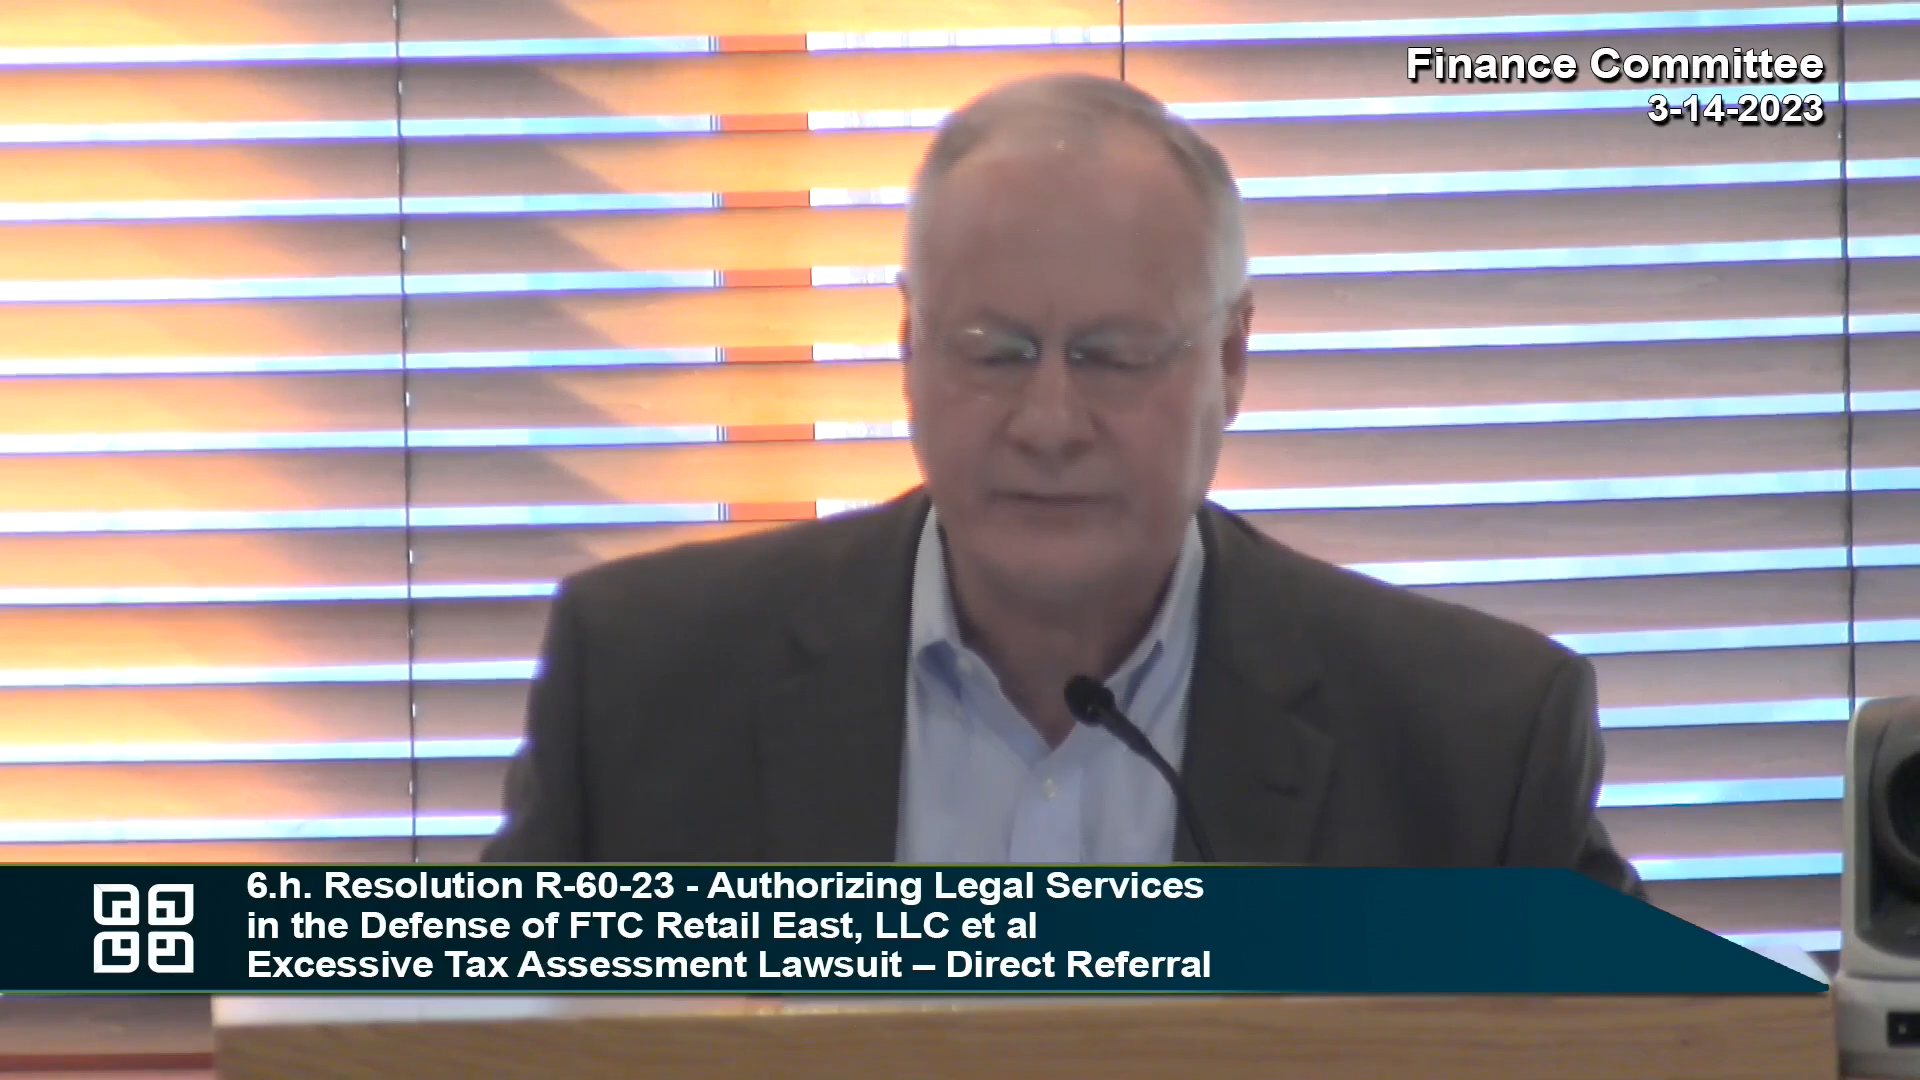 Finance Committee
3-14-2023
6.h. Resolution R-60-23 - Authorizing Legal Services
in the Defense of FTC Retail East, LLC et al
Excessive Tax Assessment Lawsuit – Direct Referral